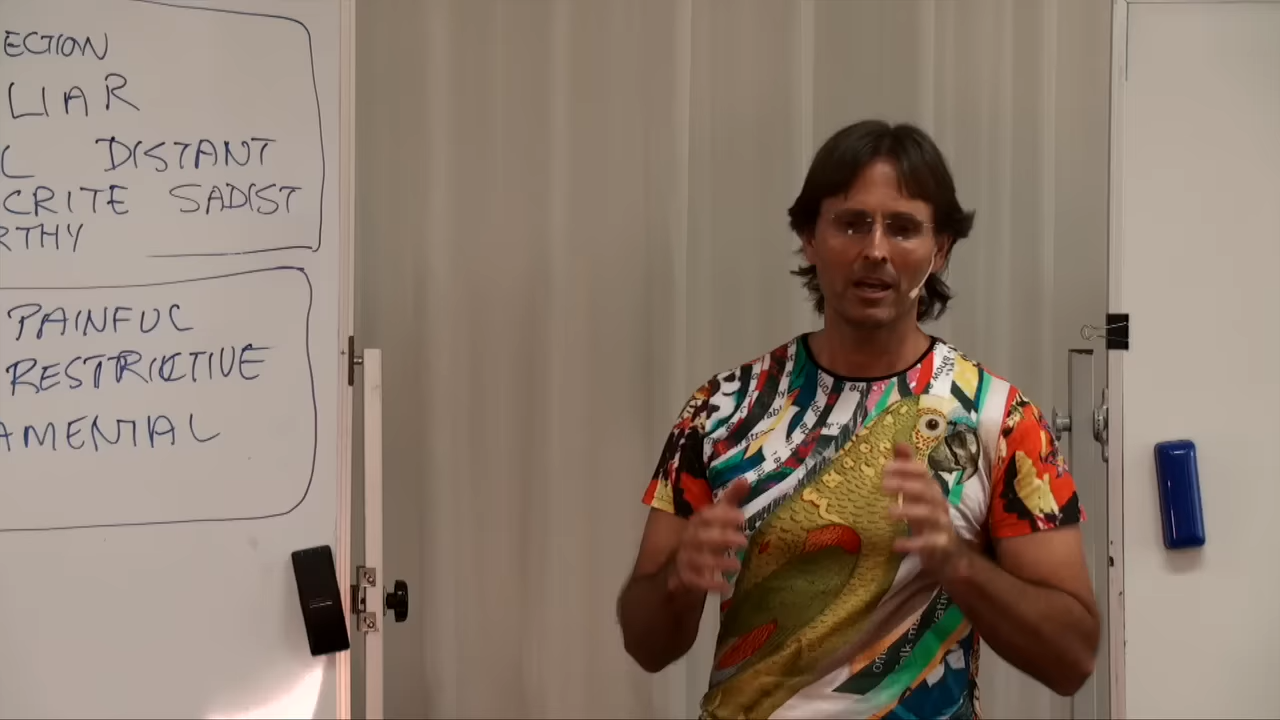 ECTION
LIAR
L DISTANT
CRITE SADIST
RTHY
PAINFUL
RESTRICTIVE
AMENTAL